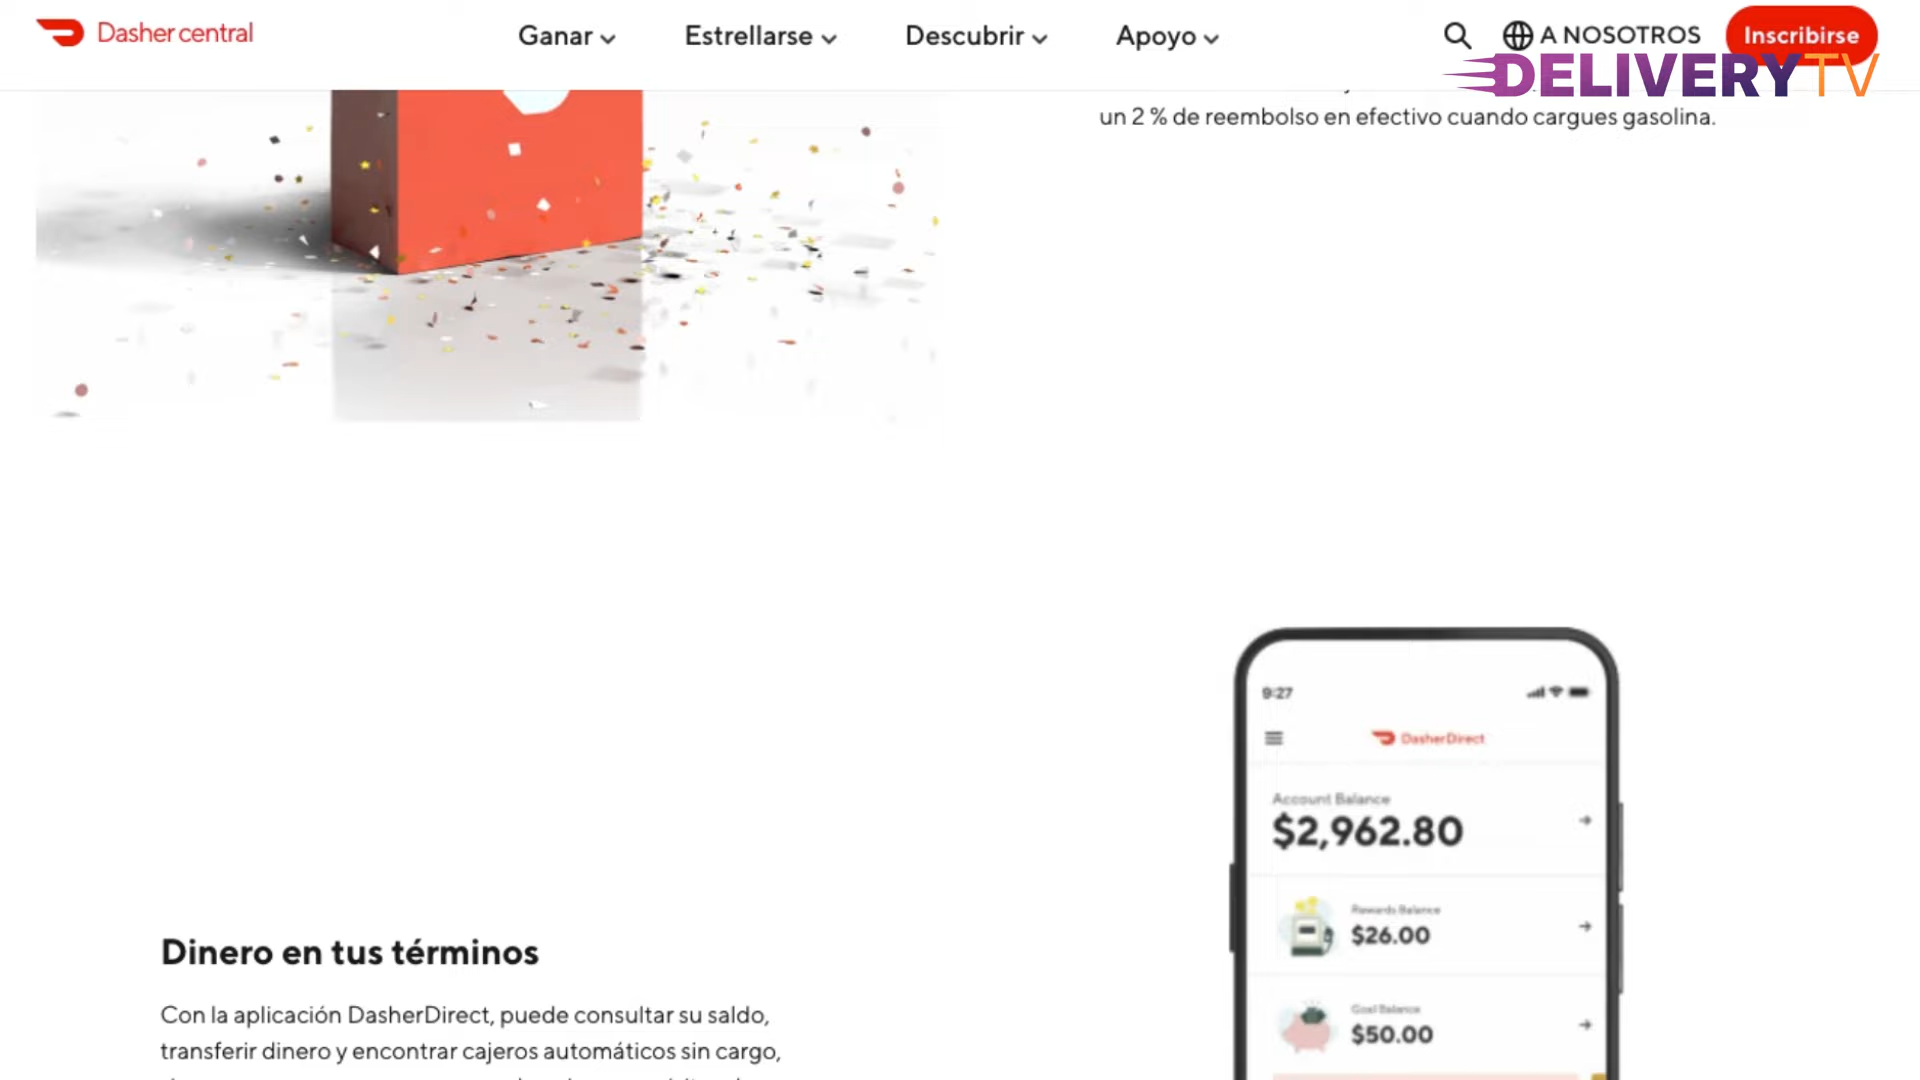 Dasher central
Ganar
Estrellarse
Descubrir
Apoyo
A NOSOTROS
Inscribirse
DELIVERYTV
un 2 % de reembolso en efectivo cuando cargues gasolina.
9:27
DasherDirect
Account Balance
$2,962.80
Rewards Balance
$26.00
Goal Balance
$50.00
Dinero en tus términos
Con la aplicación DasherDirect, puede consultar su saldo,
transferir dinero y encontrar cajeros automáticos sin cargo,